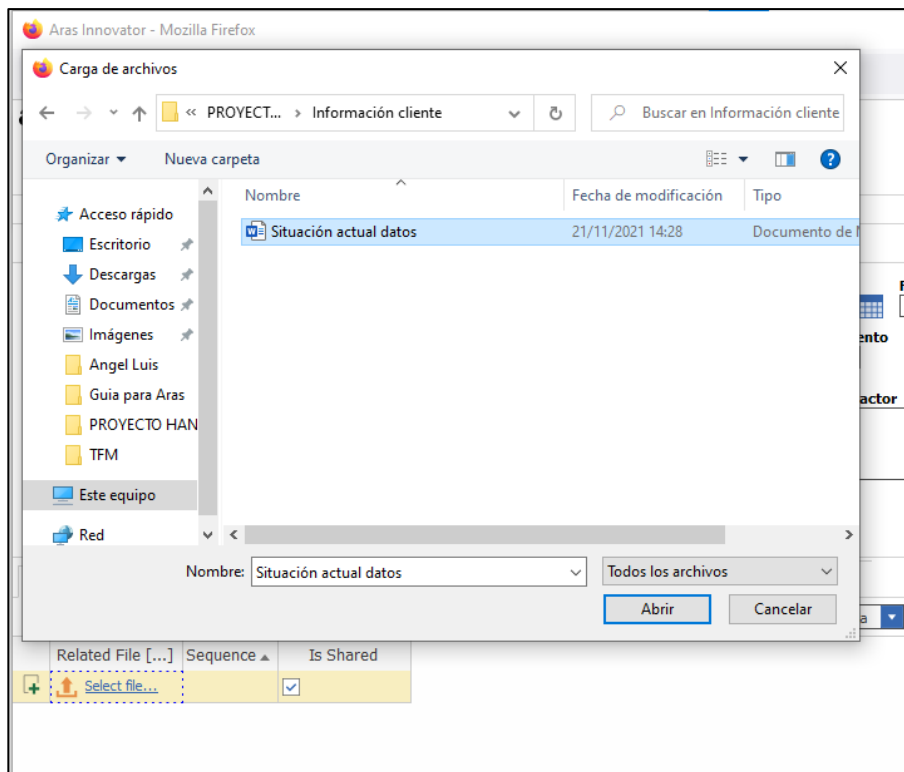 Aras Innovator - Mozilla Firefox
Carga de archivos
« PROYECT... › Información cliente
Buscar en Información cliente
Organizar
Nueva carpeta
Nombre
Fecha de modificación
Tipo
Acceso rápido
Situación actual datos
21/11/2021 14:28
Documento de
Escritorio
Descargas
Documentos
Imágenes
Angel Luis
Guia para Aras
PROYECTO HAN
TFM
Este equipo
Red
ento
actor
Nombre:
Situación actual datos
Todos los archivos
Abrir
Cancelar
a
Related File [...]
Sequence
Is Shared
Select file...